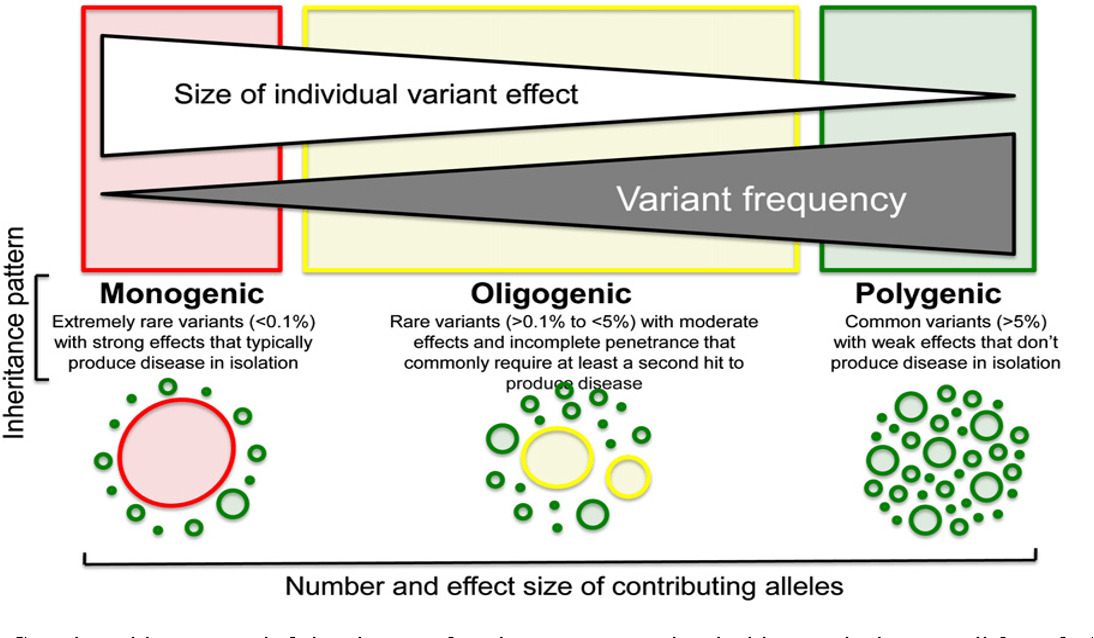 Size of individual variant effect
Variant frequency
Inheritance pattern
Monogenic
Extremely rare variants (<0.1%)
with strong effects that typically
produce disease in isolation
Oligogenic
Rare variants (>0.1% to <5%) with moderate
effects and incomplete penetrance that
commonly require at least a second hit to
produce disease
Polygenic
Common variants (>5%)
with weak effects that don't
produce disease in isolation
Number and effect size of contributing alleles